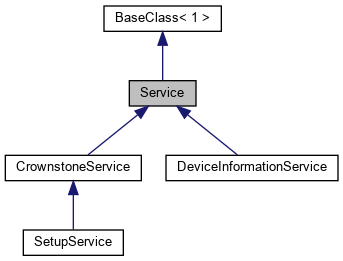 BaseClass< 1 >
Service
CrownstoneService
DeviceInformationService
SetupService